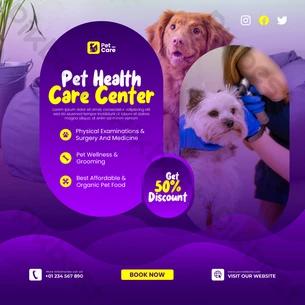 Pet
Care
Pet Health
Care Center
Physical Examinations &
Surgery And Medicine
Pet Wellness &
Grooming
Best Affordable &
Organic Pet Food
Get
50%
Discount
+ 01 234 567 890
BOOK NOW
VISIT OUR WEBSITE